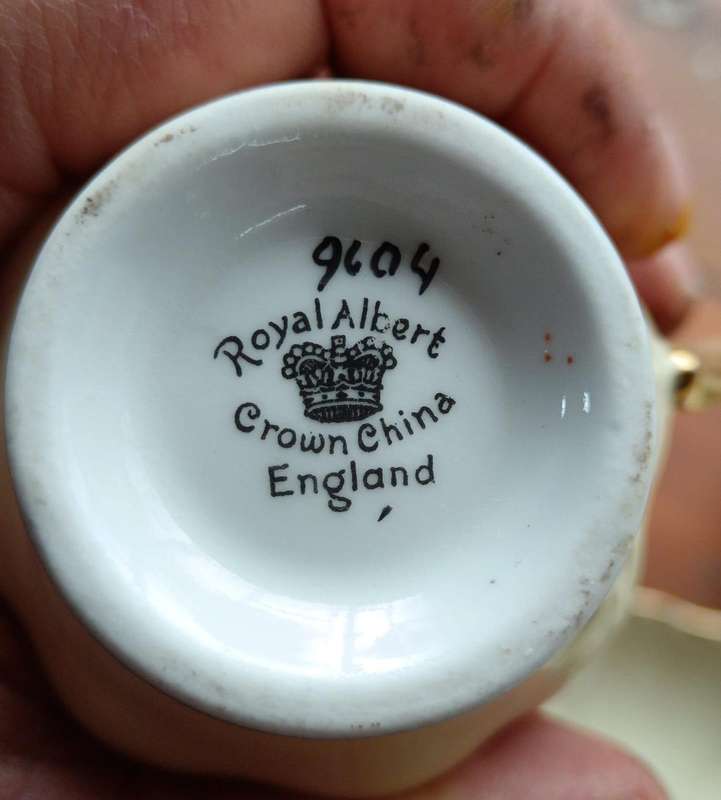 9604
Royal Albert
Crown China
England